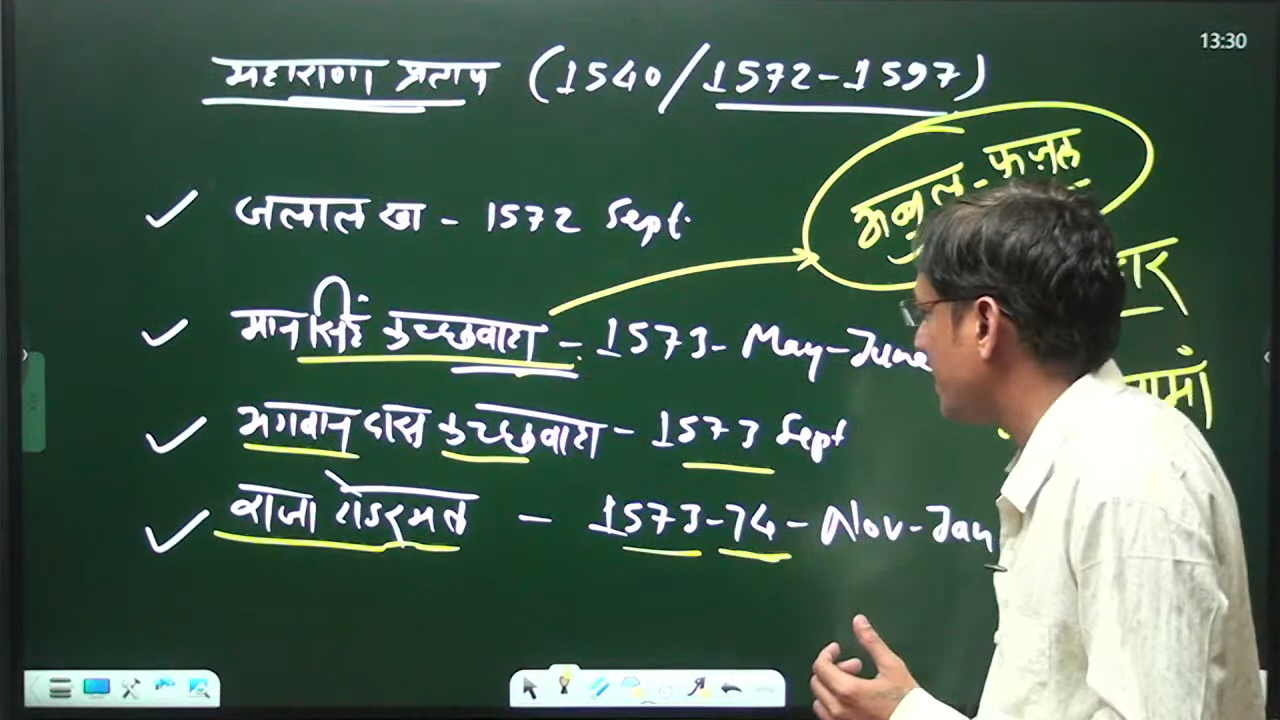 13:30
महाराणा प्रताप (1540/1572-1597)
अबुल-फज़ल
जलाल खा - 1572 Sept.
मानसिंह कच्छवाहा - 1573- May-June
भगवान दास कच्छवाहा - 1573 Sept
राजा टोडरमल - 1573-74- Nov-Jan